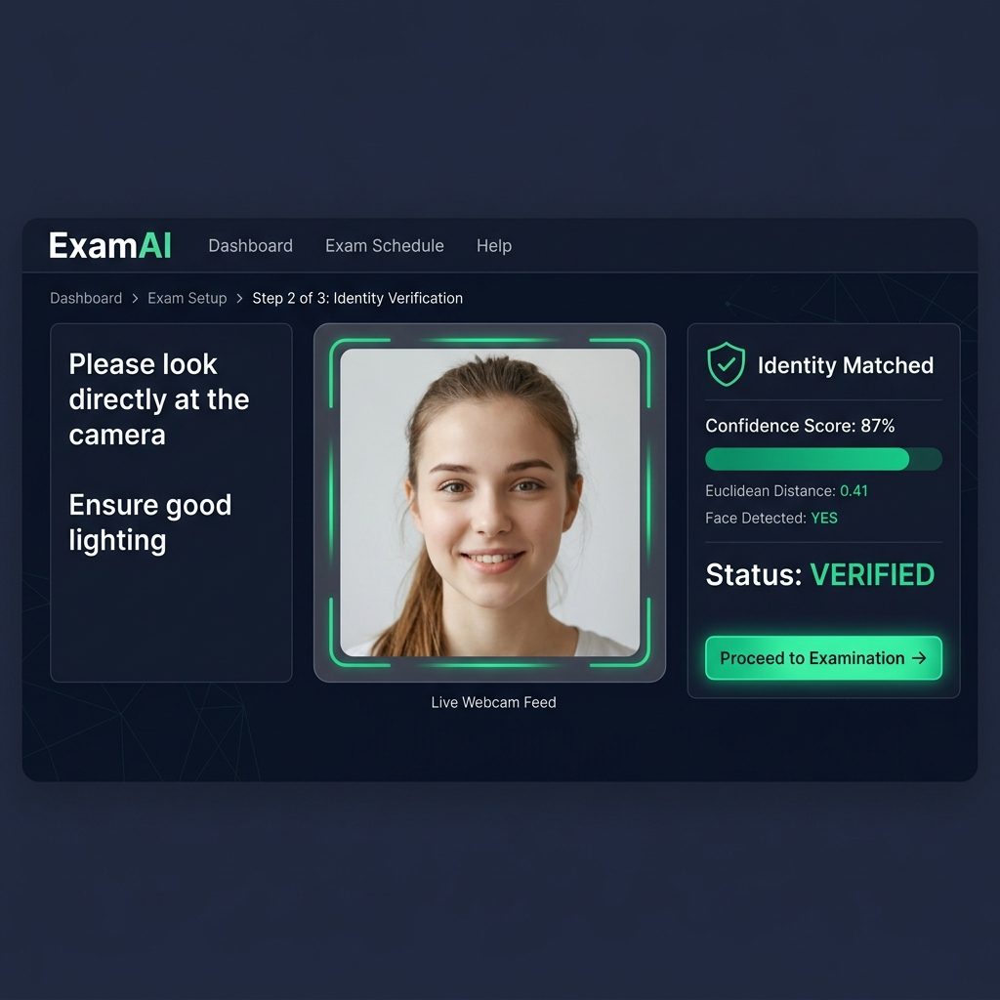 ExamAI Dashboard Exam Schedule Help
Dashboard > Exam Setup > Step 2 of 3: Identity Verification
Please look
directly at the
camera
Ensure good
lighting
Live Webcam Feed
Identity Matched
Confidence Score: 87%
Euclidean Distance: 0.41
Face Detected: YES
Status: VERIFIED
Proceed to Examination →